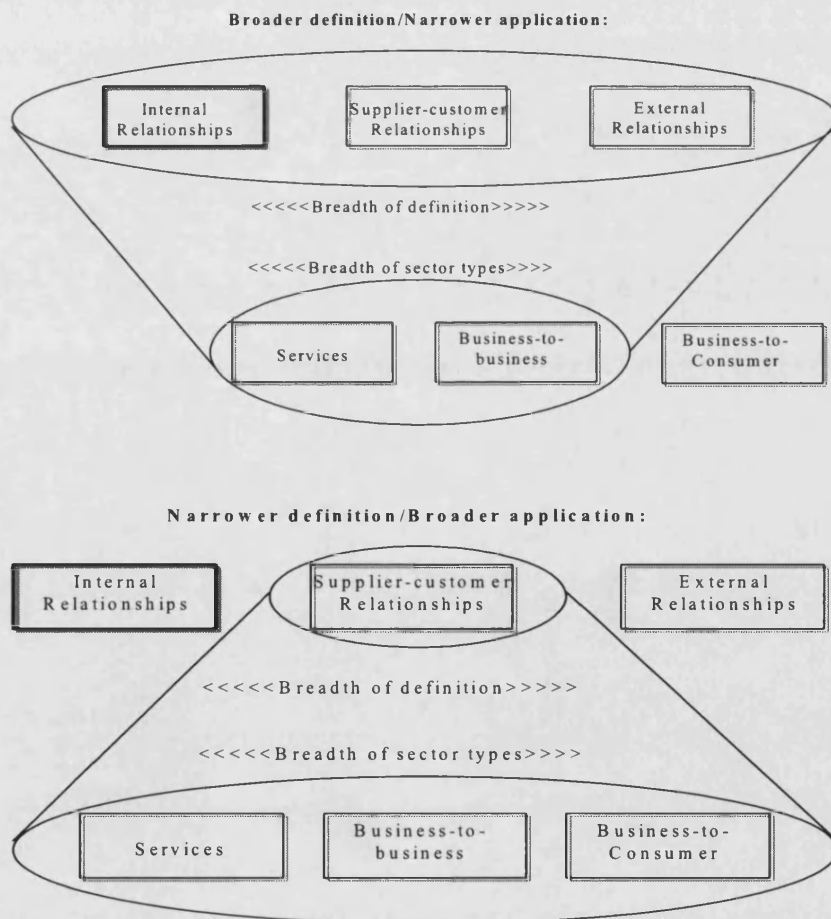 Broader definition/Narrower application:
Internal
Relationships
Supplier-customer
Relationships
External
Relationships
<<<<<Breadth of definition>>>>>
<<<<<Breadth of sector types>>>>
Services
Business-to-
business
Business-to-
Consumer
Narrower definition/Broader application:
Internal
Relationships
Supplier-customer
Relationships
External
Relationships
<<<<<Breadth of definition>>>>>
<<<<<Breadth of sector types>>>>
Services
Business-to-
business
Business-to-
Consumer